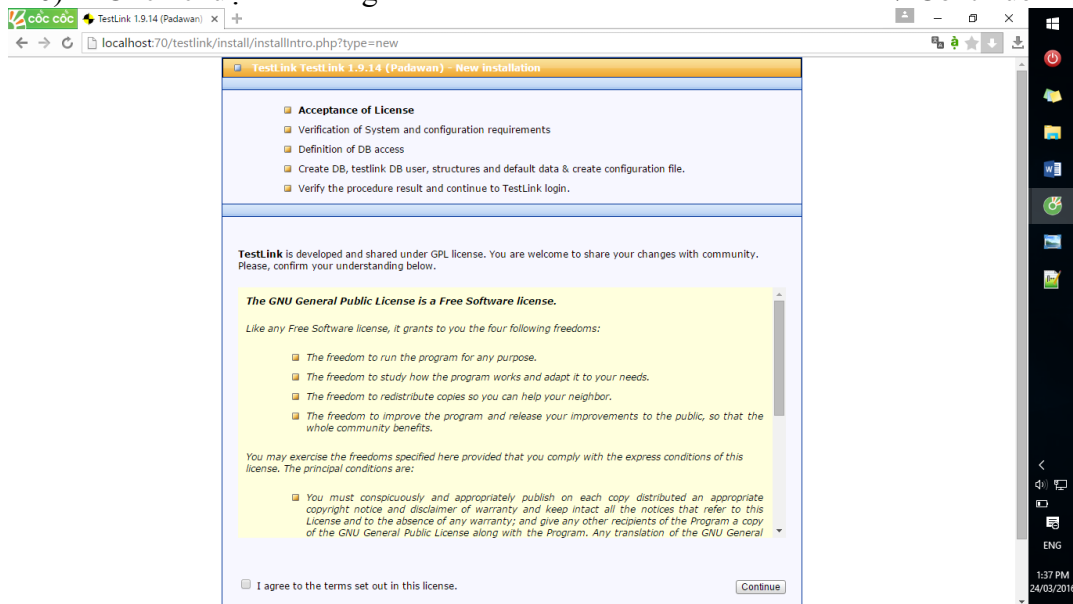 cốc cốc
TestLink 1.9.14 (Padawan)
localhost:70/testlink/install/installIntro.php?type=new
TestLink TestLink 1.9.14 (Padawan) - New installation
Acceptance of License
Verification of System and configuration requirements
Definition of DB access
Create DB, testlink DB user, structures and default data & create configuration file.
Verify the procedure result and continue to TestLink login.
TestLink is developed and shared under GPL license. You are welcome to share your changes with community.
Please, confirm your understanding below.
The GNU General Public License is a Free Software license.
Like any Free Software license, it grants to you the four following freedoms:
The freedom to run the program for any purpose.
The freedom to study how the program works and adapt it to your needs.
The freedom to redistribute copies so you can help your neighbor.
The freedom to improve the program and release your improvements to the public, so that the
whole community benefits.
You may exercise the freedoms specified here provided that you comply with the express conditions of this
license. The principal conditions are:
You must conspicuously and appropriately publish on each copy distributed an appropriate
copyright notice and disclaimer of warranty and keep intact all the notices that refer to this
License and to the absence of any warranty; and give any other recipients of the Program a copy
of the GNU General Public License along with the Program. Any translation of the GNU General
I agree to the terms set out in this license.
Continue
ENG
1:37 PM
24/03/2016